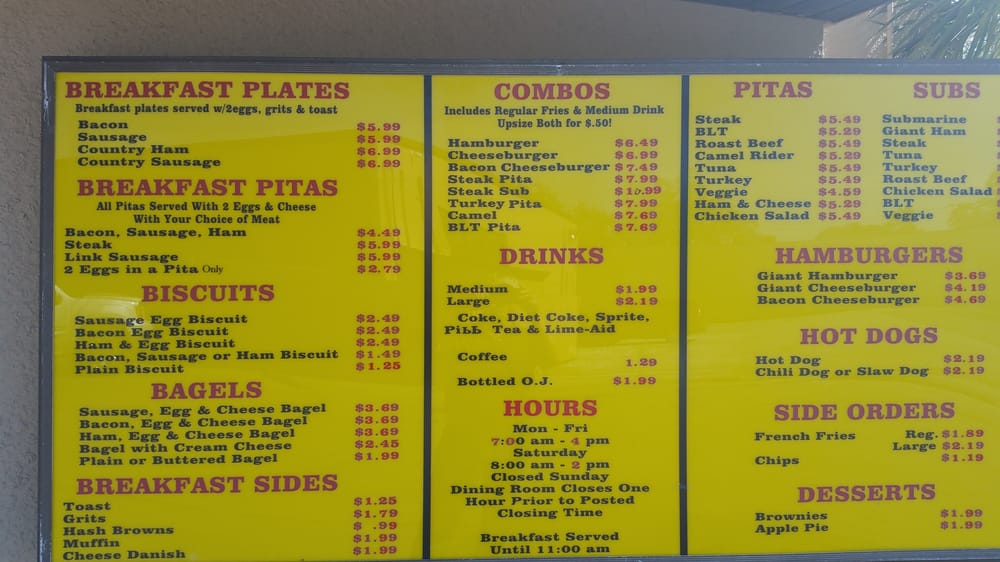 BREAKFAST PLATES
Breakfast plates served w/2eggs, grits & toast
Bacon $5.99
Sausage $5.99
Country Ham $6.99
Country Sausage $6.99
BREAKFAST PITAS
All Pitas Served With 2 Eggs & Cheese
With Your Choice of Meat
Bacon, Sausage, Ham $4.49
Steak $5.99
Link Sausage $5.99
2 Eggs in a Pita Only $2.79
BISCUITS
Sausage Egg Biscuit $2.49
Bacon Egg Biscuit $2.49
Ham & Egg Biscuit $2.49
Bacon, Sausage or Ham Biscuit $1.49
Plain Biscuit $1.25
BAGELS
Sausage, Egg & Cheese Bagel $3.69
Bacon, Egg & Cheese Bagel $3.69
Ham, Egg & Cheese Bagel $3.69
Bagel with Cream Cheese $2.45
Plain or Buttered Bagel $1.99
BREAKFAST SIDES
Toast $1.25
Grits $1.79
Hash Browns $ .99
Muffin $1.99
Cheese Danish $1.99
COMBOS
Includes Regular Fries & Medium Drink
Upsize Both for $.50!
Hamburger $6.49
Cheeseburger $6.99
Bacon Cheeseburger $7.49
Steak Pita $7.99
Steak Sub $10.99
Turkey Pita $7.99
Camel $7.69
BLT Pita $7.69
DRINKS
Medium $1.99
Large $2.19
Coke, Diet Coke, Sprite,
Pibb Tea & Lime-Aid
Coffee 1.29
Bottled O.J. $1.99
HOURS
Mon - Fri
7:00 am - 4 pm
Saturday
8:00 am - 2 pm
Closed Sunday
Dining Room Closes One
Hour Prior to Posted
Closing Time
Breakfast Served
Until 11:00 am
PITAS
Steak $5.49
BLT $5.29
Roast Beef $5.49
Camel Rider $5.29
Tuna $5.49
Turkey $5.49
Veggie $4.59
Ham & Cheese $5.29
Chicken Salad $5.49
SUBS
Submarine
Giant Ham
Steak
Tuna
Turkey
Roast Beef
Chicken Salad
BLT
Veggie
HAMBURGERS
Giant Hamburger $3.69
Giant Cheeseburger $4.19
Bacon Cheeseburger $4.69
HOT DOGS
Hot Dog $2.19
Chili Dog or Slaw Dog $2.19
SIDE ORDERS
French Fries Reg. $1.89
Large $2.19
Chips $1.19
DESSERTS
Brownies $1.99
Apple Pie $1.99